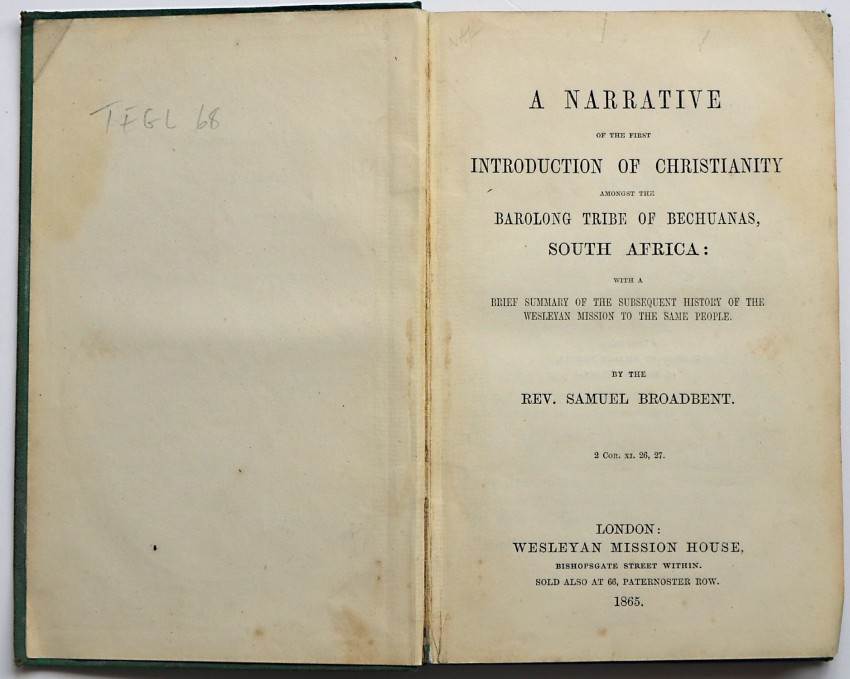 TFGL 68
A NARRATIVE
OF THE FIRST
INTRODUCTION OF CHRISTIANITY
AMONGST THE
BAROLONG TRIBE OF BECHUANAS,
SOUTH AFRICA:
WITH A
BRIEF SUMMARY OF THE SUBSEQUENT HISTORY OF THE
WESLEYAN MISSION TO THE SAME PEOPLE.
BY THE
REV. SAMUEL BROADBENT.
2 COR. XI. 26, 27.
LONDON:
WESLEYAN MISSION HOUSE,
BISHOPSGATE STREET WITHIN.
SOLD ALSO AT 66, PATERNOSTER ROW.
1865.